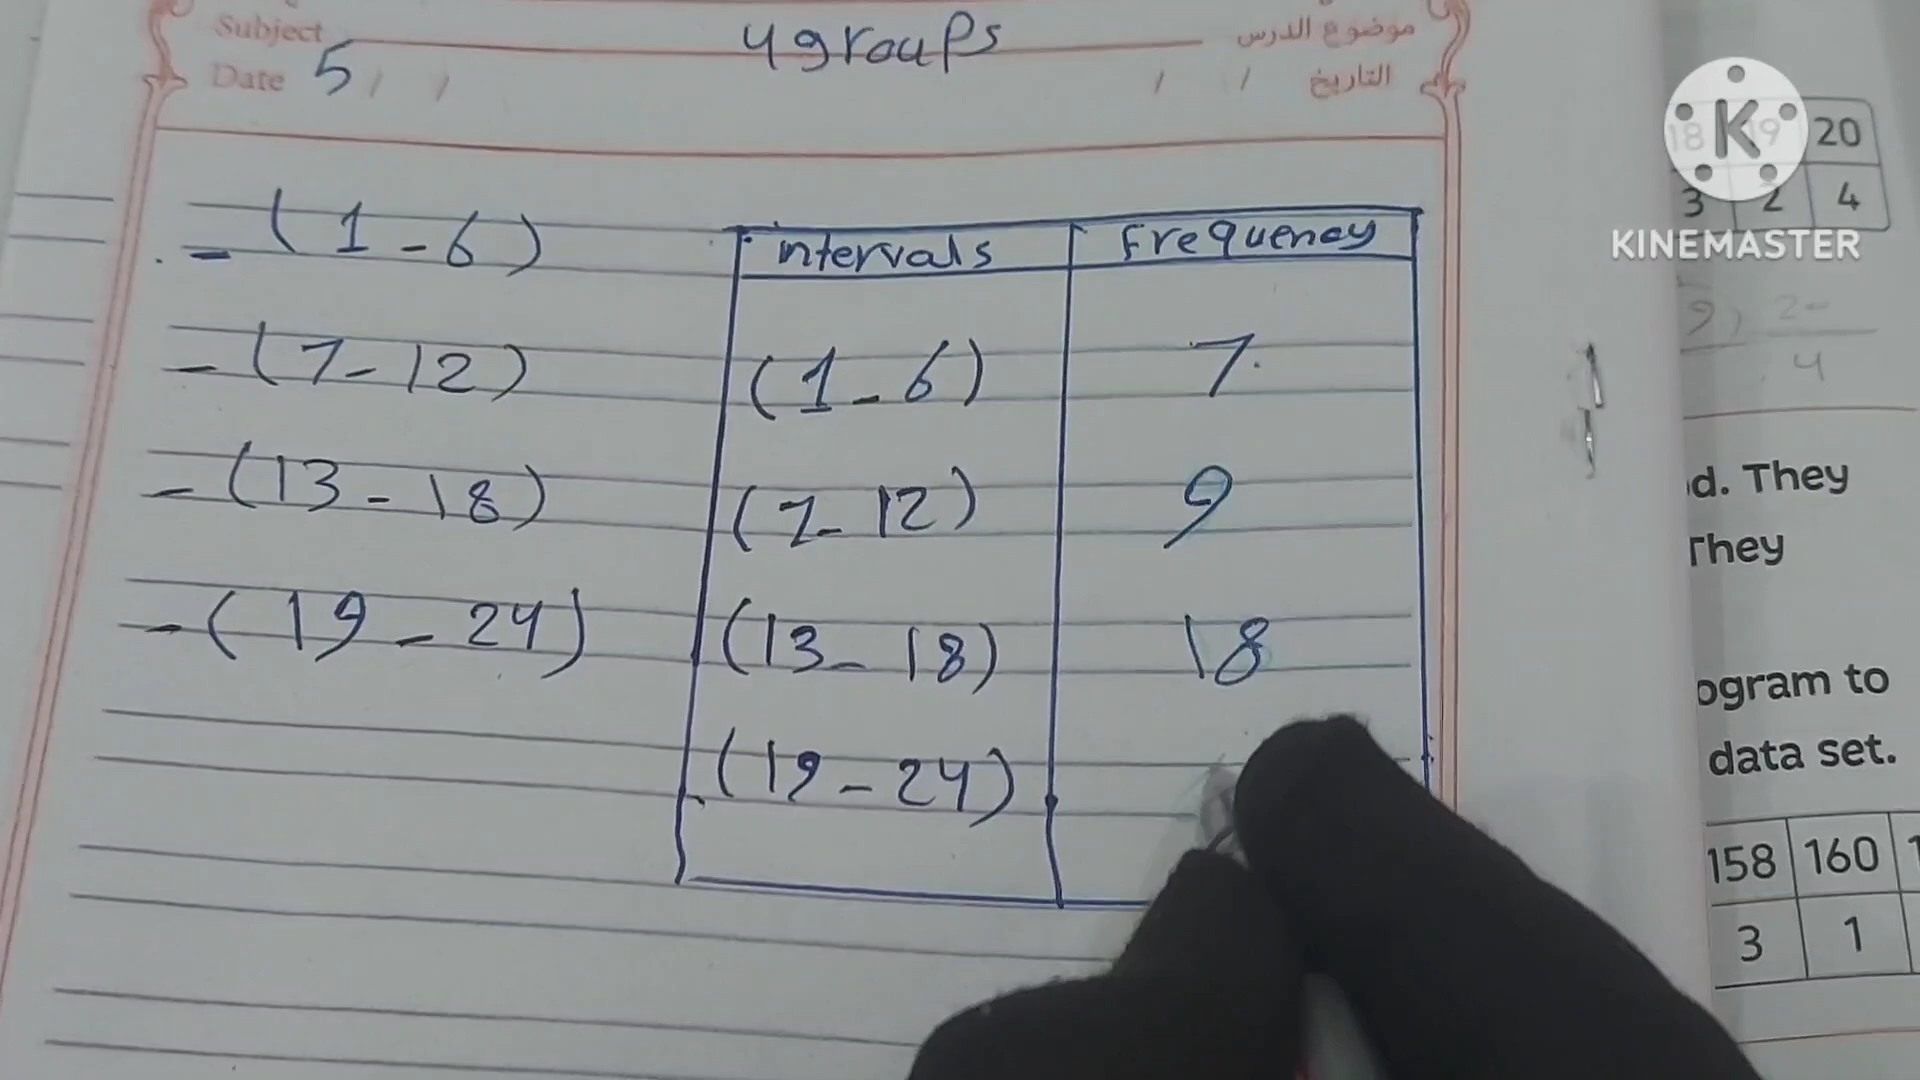 Subject 4 groups موضوع الدرس
Date 5 / / / / التاريخ
- (1 - 6)
- (7 - 12)
- (13 - 18)
- (19 - 24)
intervals Frequency
(1 - 6) 7
(7 - 12) 9
(13 - 18) 18
(19 - 24)
18 19 20
3 2 4
K
KINEMASTER
d. They
They
ogram to
data set.
158 160
3 1